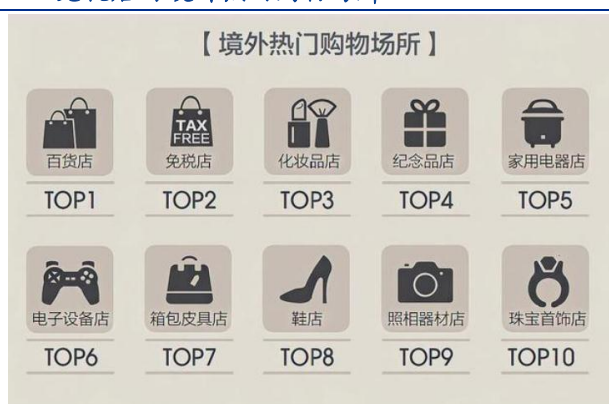 【境外热门购物场所】
TAX
FREE
百货店 免税店 化妆品店 纪念品店 家用电器店
TOP1 TOP2 TOP3 TOP4 TOP5
电子设备店 箱包皮具店 鞋店 照相器材店 珠宝首饰店
TOP6 TOP7 TOP8 TOP9 TOP10